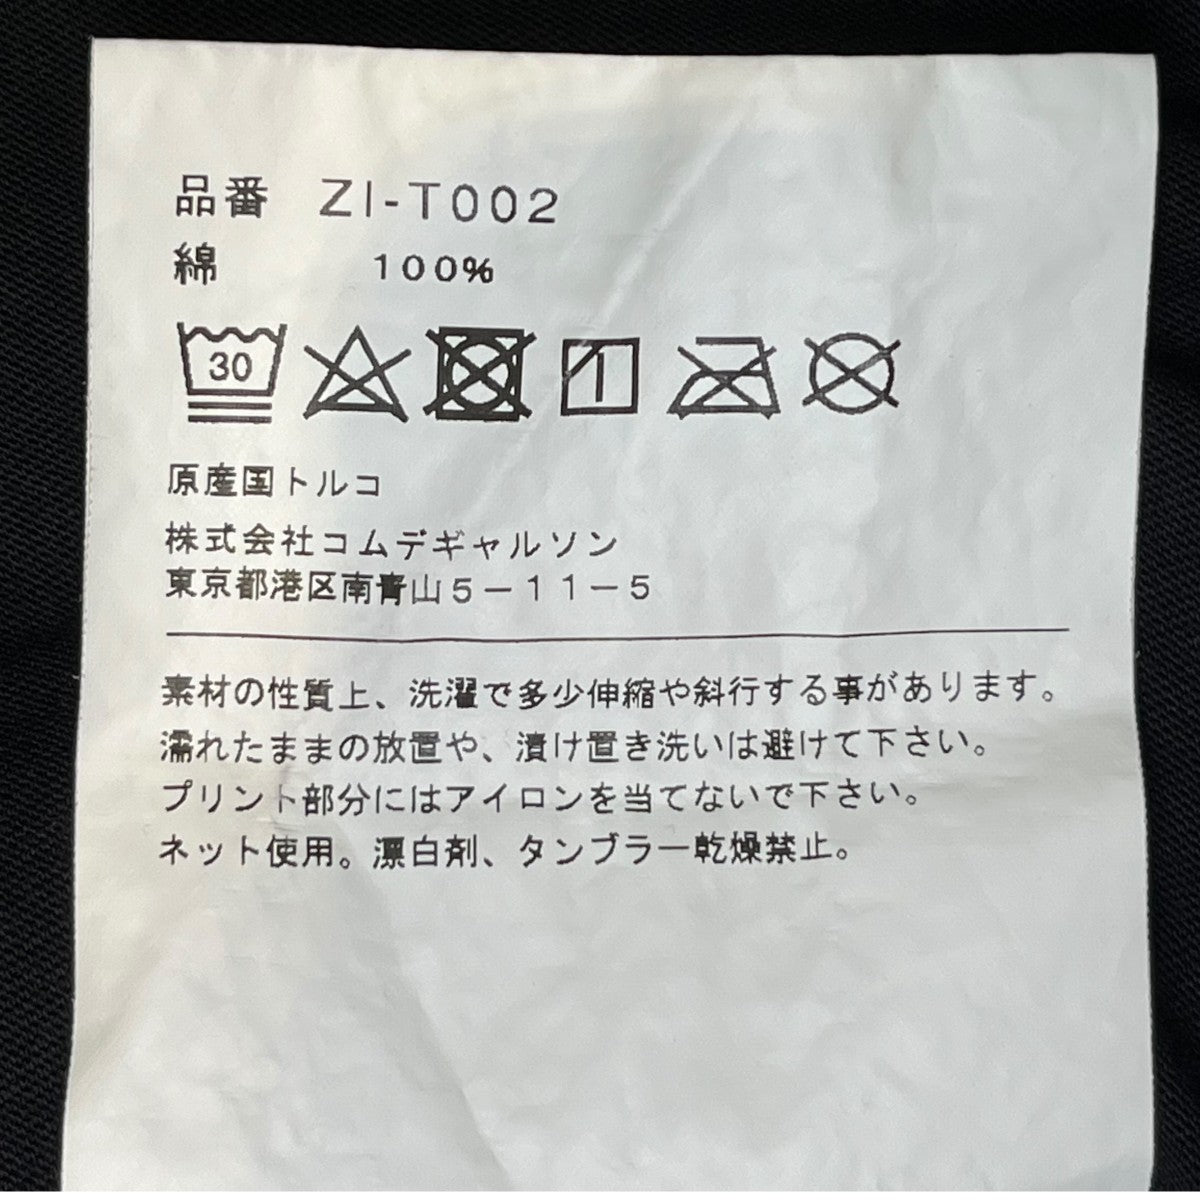 品番 ZI-T002
綿 100%
30
原産国トルコ
株式会社コムデギャルソン
東京都港区南青山5-11-5
素材の性質上、洗濯で多少伸縮や斜行する事があります。
濡れたままの放置や、漬け置き洗いは避けて下さい。
プリント部分にはアイロンを当てないで下さい。
ネット使用。漂白剤、タンブラー乾燥禁止。